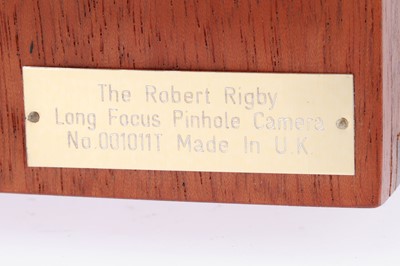 The Robert Rigby
Long Focus Pinhole Camera
No.001011T Made In U.K